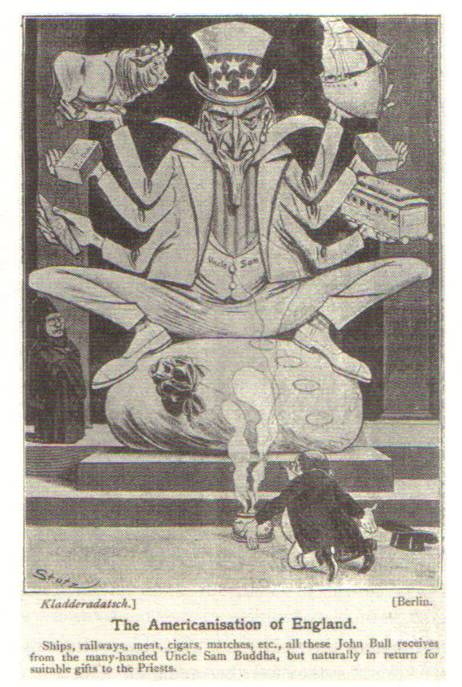 Uncle Sam
Stutz
Kladderadatsch.] [Berlin.
The Americanisation of England.
Ships, railways, meat, cigars, matches, etc., all these John Bull receives
from the many-handed Uncle Sam Buddha, but naturally in return for
suitable gifts to the Priests.